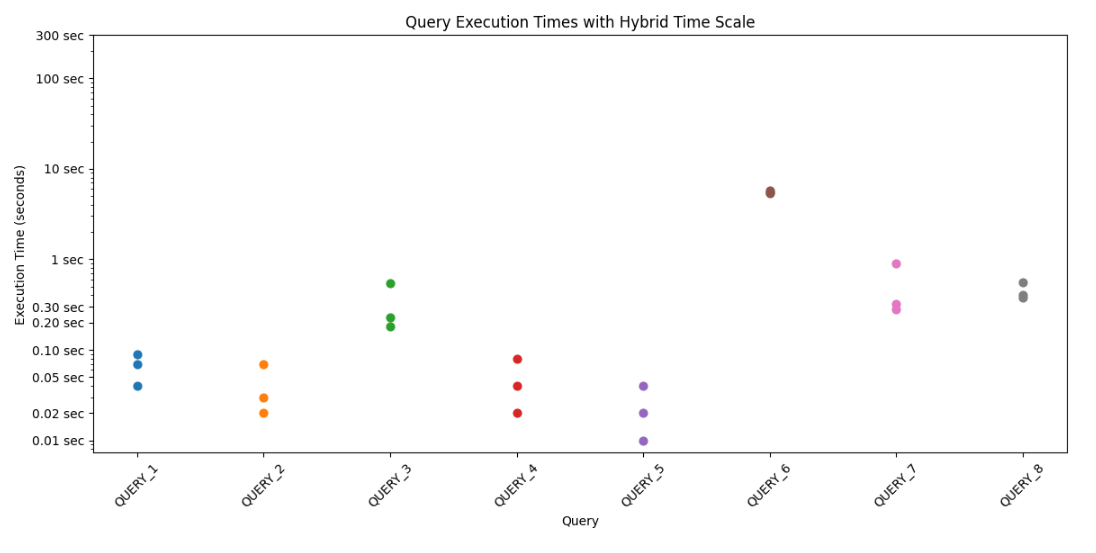 Query Execution Times with Hybrid Time Scale
Execution Time (seconds)
300 sec
100 sec
10 sec
1 sec
0.30 sec
0.20 sec
0.10 sec
0.05 sec
0.02 sec
0.01 sec
QUERY_1
QUERY_2
QUERY_3
QUERY_4
QUERY_5
QUERY_6
QUERY_7
QUERY_8
Query